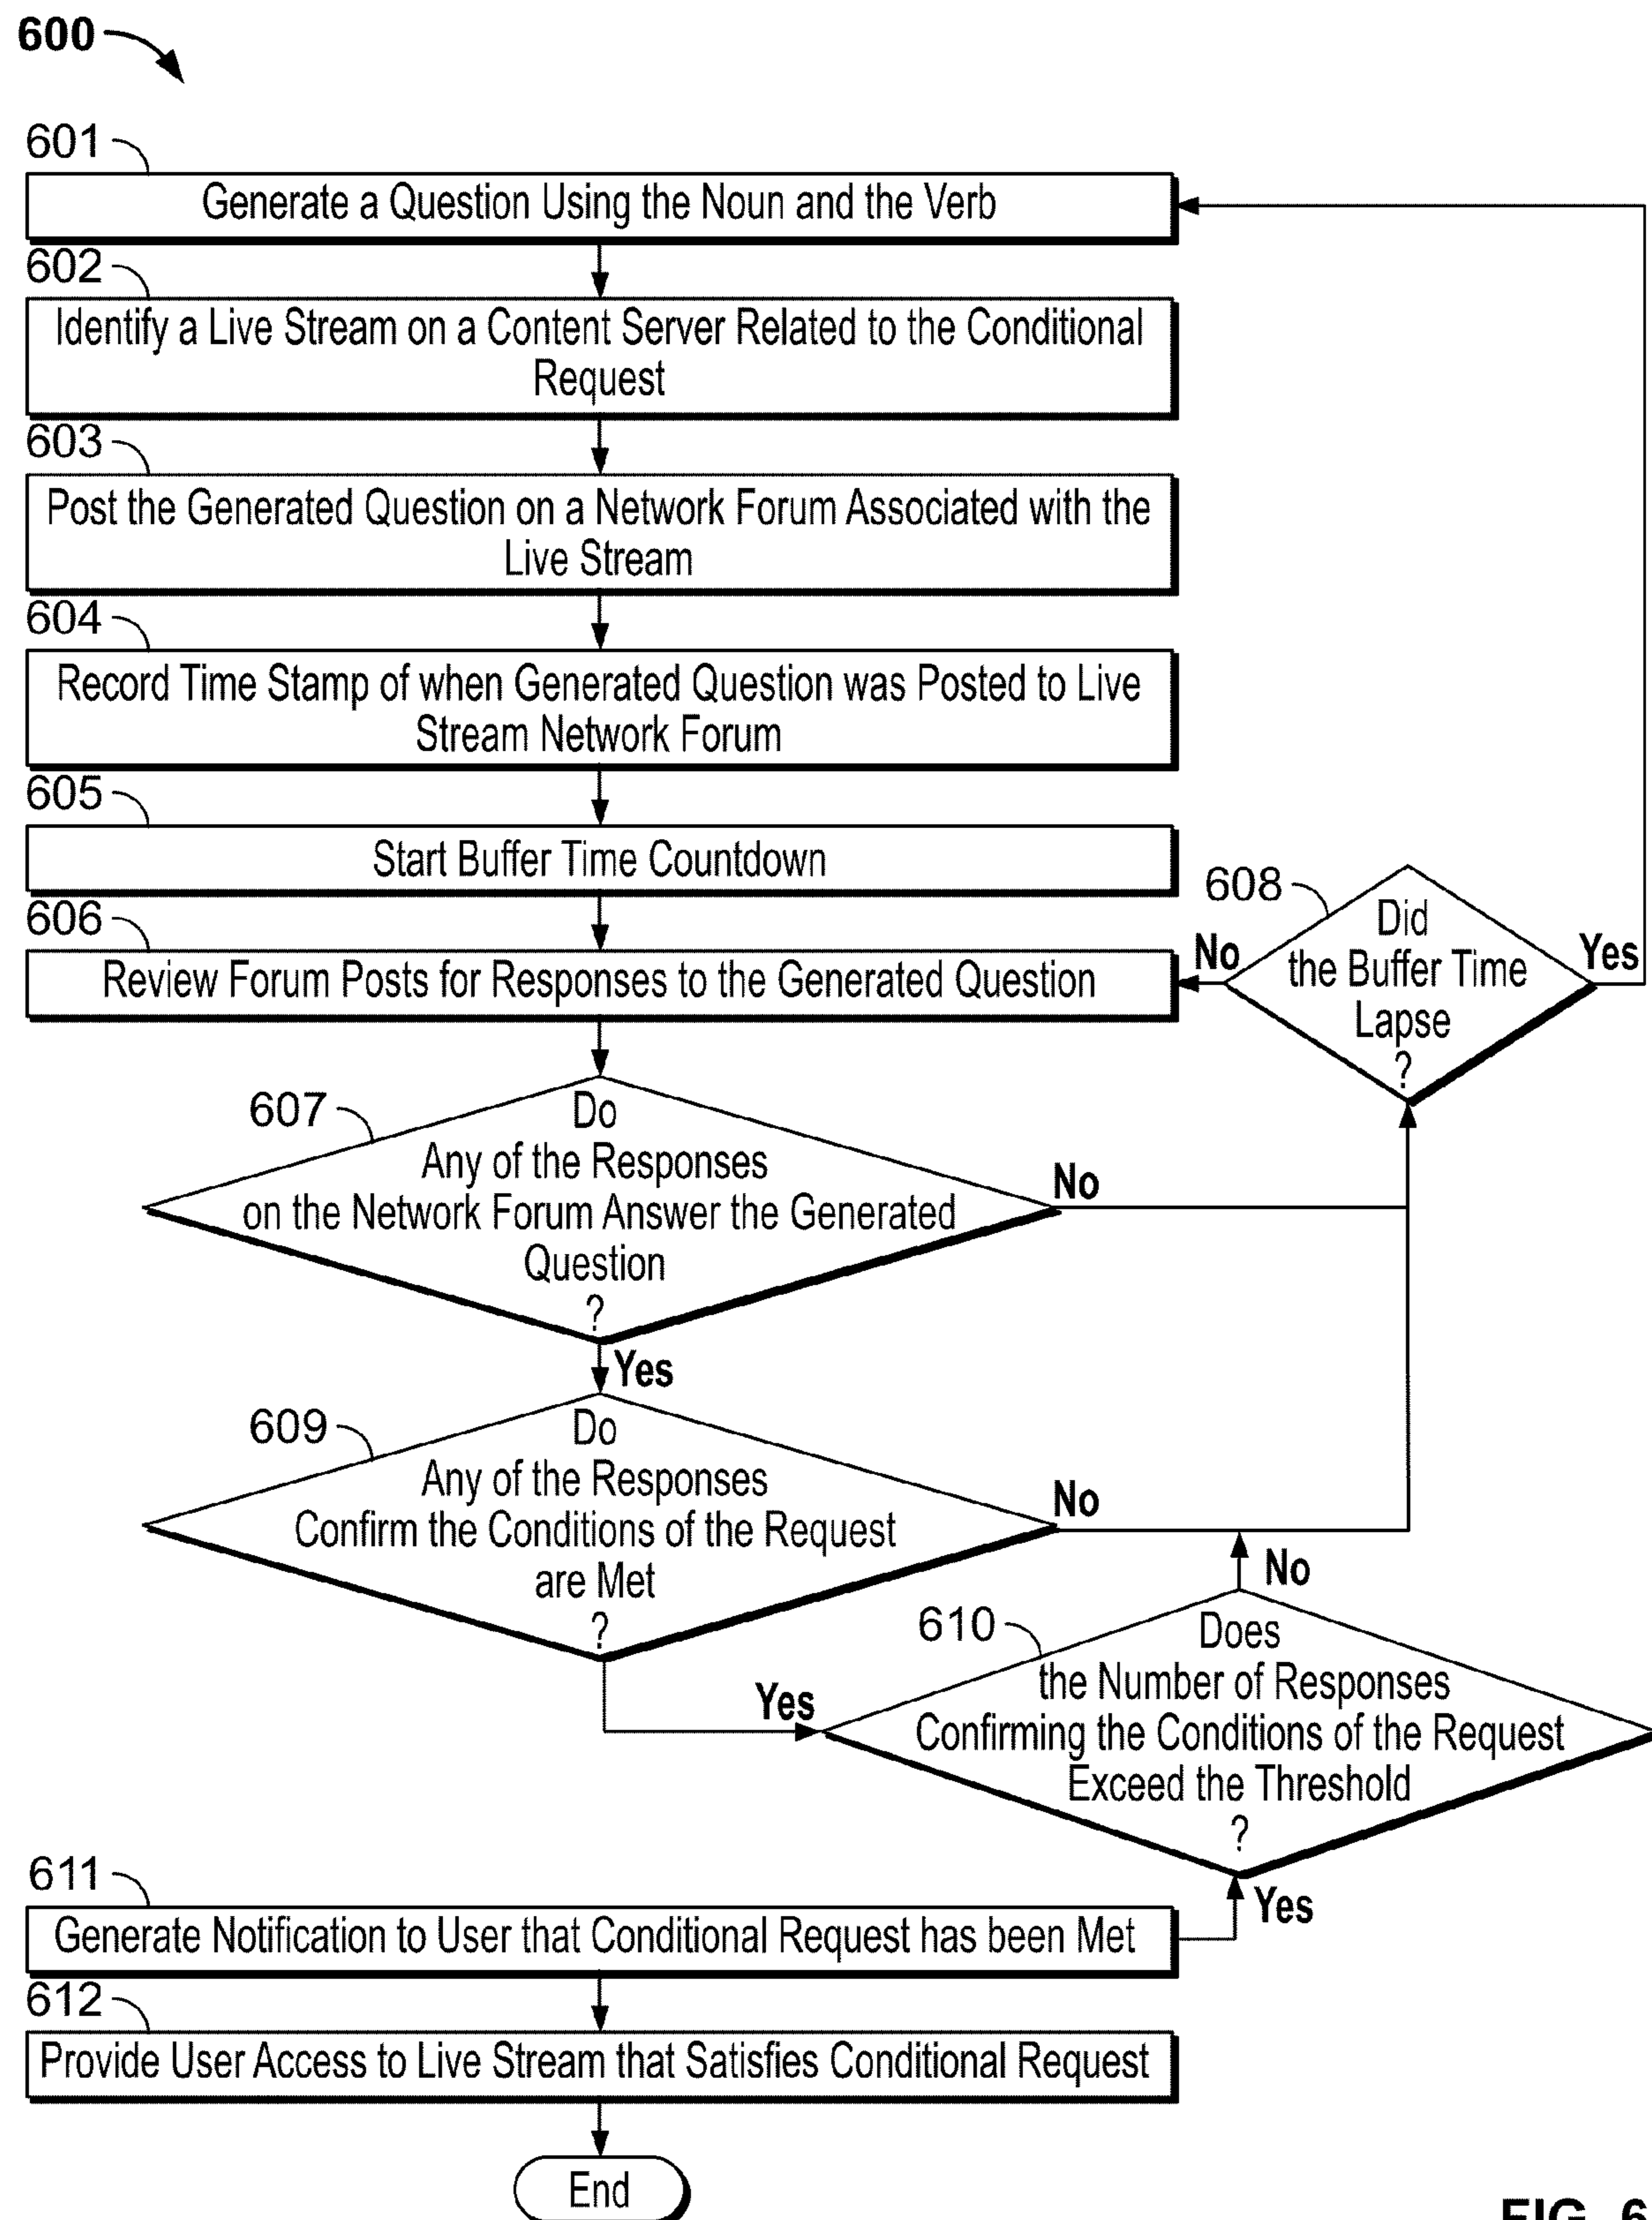 600
601
Generate a Question Using the Noun and the Verb
602
Identify a Live Stream on a Content Server Related to the Conditional
Request
603
Post the Generated Question on a Network Forum Associated with the
Live Stream
604
Record Time Stamp of when Generated Question was Posted to Live
Stream Network Forum
605
Start Buffer Time Countdown
606
Review Forum Posts for Responses to the Generated Question
608
Did
the Buffer Time
Lapse
?
No
Yes
607
Do
Any of the Responses
on the Network Forum Answer the Generated
Question
?
No
Yes
609
Do
Any of the Responses
Confirm the Conditions of the Request
are Met
?
No
Yes
610
Does
the Number of Responses
Confirming the Conditions of the Request
Exceed the Threshold
?
No
Yes
611
Generate Notification to User that Conditional Request has been Met
612
Provide User Access to Live Stream that Satisfies Conditional Request
End
FIG. 6